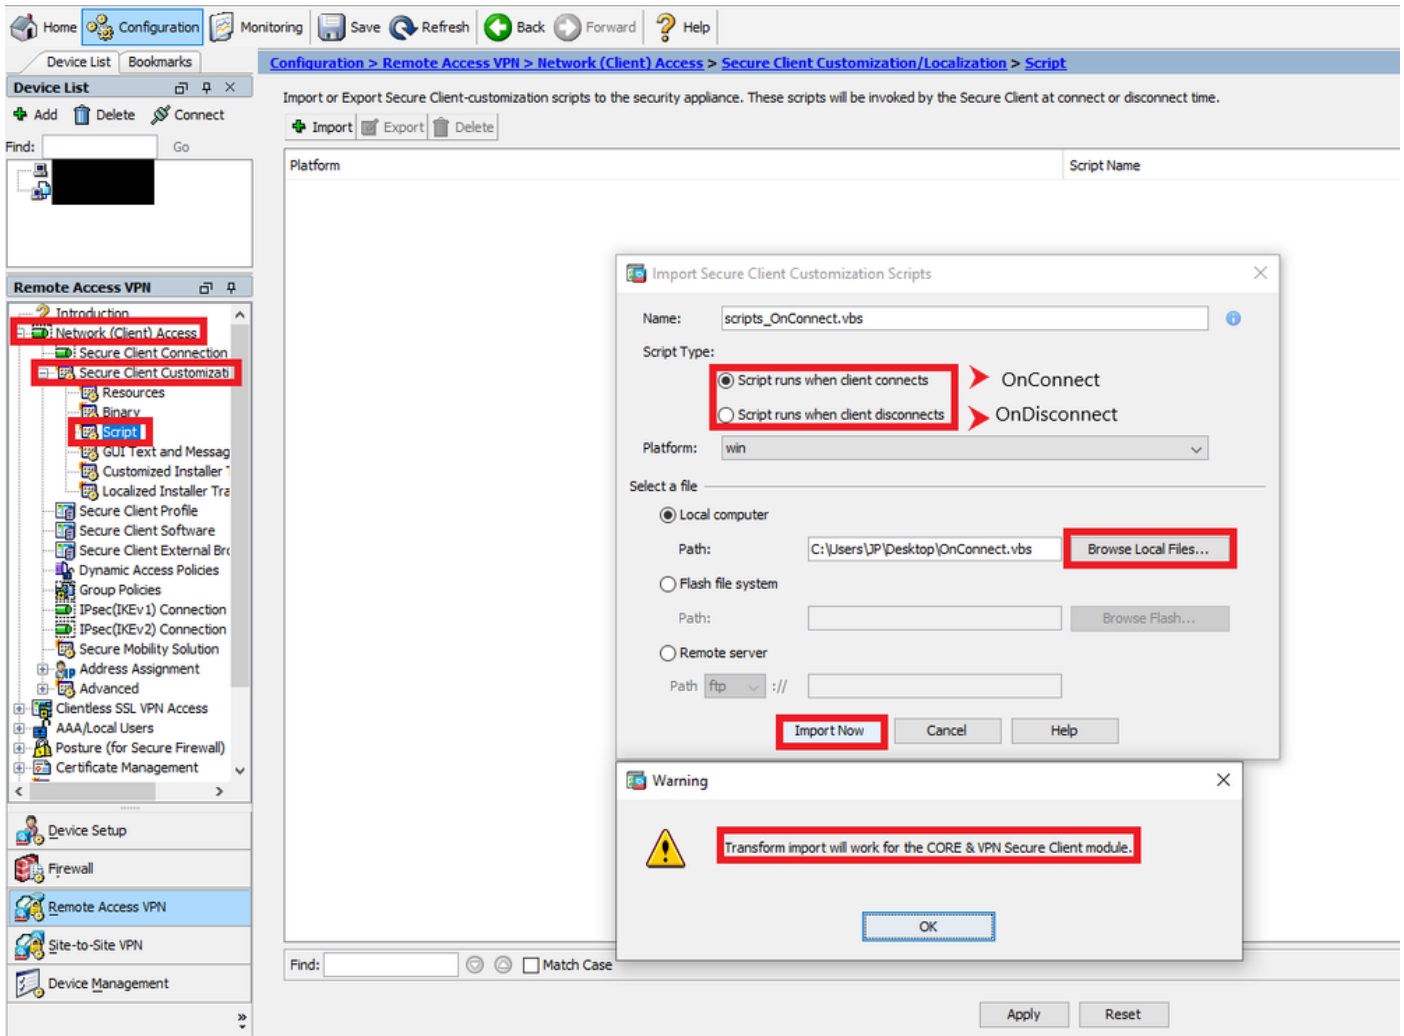 Home Configuration Monitoring Save Refresh Back Forward Help
Device List Bookmarks
Configuration > Remote Access VPN > Network (Client) Access > Secure Client Customization/Localization > Script
Device List
Add Delete Connect
Find: Go
Import or Export Secure Client-customization scripts to the security appliance. These scripts will be invoked by the Secure Client at connect or disconnect time.
Import Export Delete
Platform Script Name
Remote Access VPN
Introduction
Network (Client) Access
Secure Client Connection
Secure Client Customizati
Resources
Binary
Script
GUI Text and Messag
Customized Installer T
Localized Installer Tra
Secure Client Profile
Secure Client Software
Secure Client External Bro
Dynamic Access Policies
Group Policies
IPsec(IKEv1) Connection
IPsec(IKEv2) Connection
Secure Mobility Solution
Address Assignment
Advanced
Clientless SSL VPN Access
AAA/Local Users
Posture (for Secure Firewall)
Certificate Management
Device Setup
Firewall
Remote Access VPN
Site-to-Site VPN
Device Management
Import Secure Client Customization Scripts
Name: scripts_OnConnect.vbs
Script Type:
Script runs when client connects OnConnect
Script runs when client disconnects OnDisconnect
Platform: win
Select a file
Local computer
Path: C:\Users\JP\Desktop\OnConnect.vbs Browse Local Files...
Flash file system
Path: Browse Flash...
Remote server
Path ftp ://
Import Now Cancel Help
Warning
Transform import will work for the CORE & VPN Secure Client module.
OK
Find: Match Case
Apply Reset